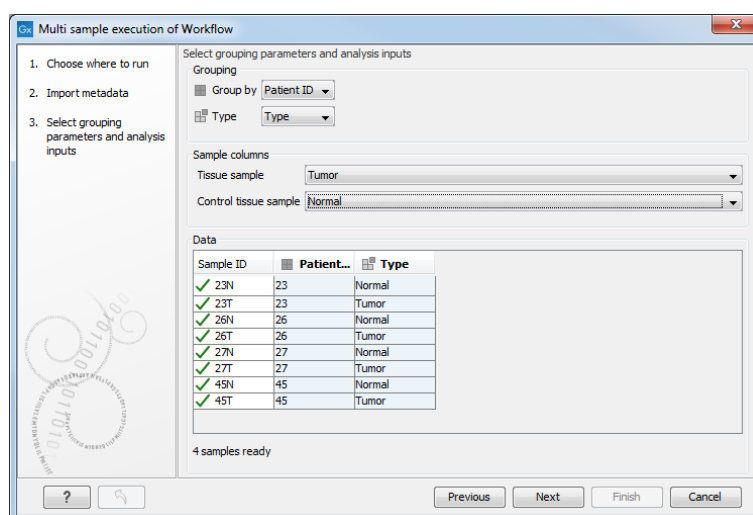 Gx Multi sample execution of Workflow
1. Choose where to run
2. Import metadata
3. Select grouping
parameters and analysis
inputs
Select grouping parameters and analysis inputs
Grouping
Group by Patient ID
Type Type
Sample columns
Tissue sample Tumor
Control tissue sample Normal
Data
Sample ID Patient... Type
23N 23 Normal
23T 23 Tumor
26N 26 Normal
26T 26 Tumor
27N 27 Normal
27T 27 Tumor
45N 45 Normal
45T 45 Tumor
4 samples ready
? Previous Next Finish Cancel